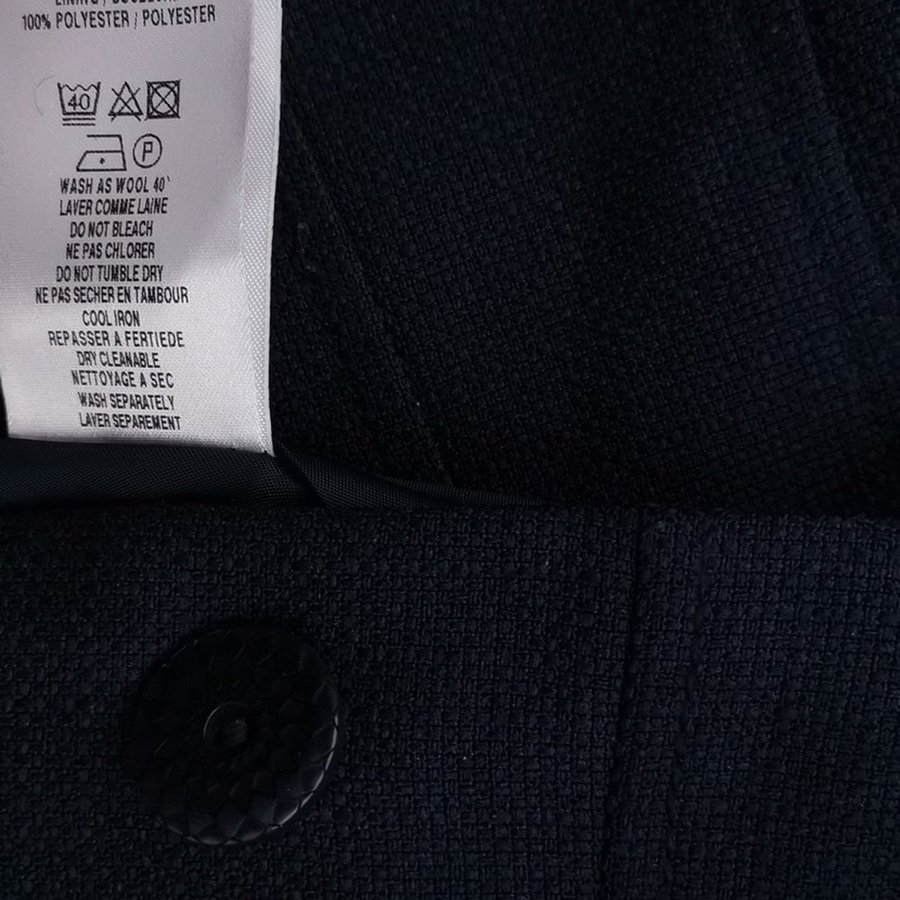 100% POLYESTER / POLYESTER
40
P
WASH AS WOOL 40`
LAVER COMME LAINE
DO NOT BLEACH
NE PAS CHLORER
DO NOT TUMBLE DRY
NE PAS SECHER EN TAMBOUR
COOL IRON
REPASSER A FERTIEDE
DRY CLEANABLE
NETTOYAGE A SEC
WASH SEPARATELY
LAVER SEPAREMENT